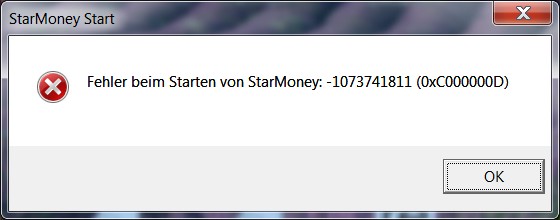 StarMoney Start
Fehler beim Starten von StarMoney: -1073741811 (0xC000000D)
OK